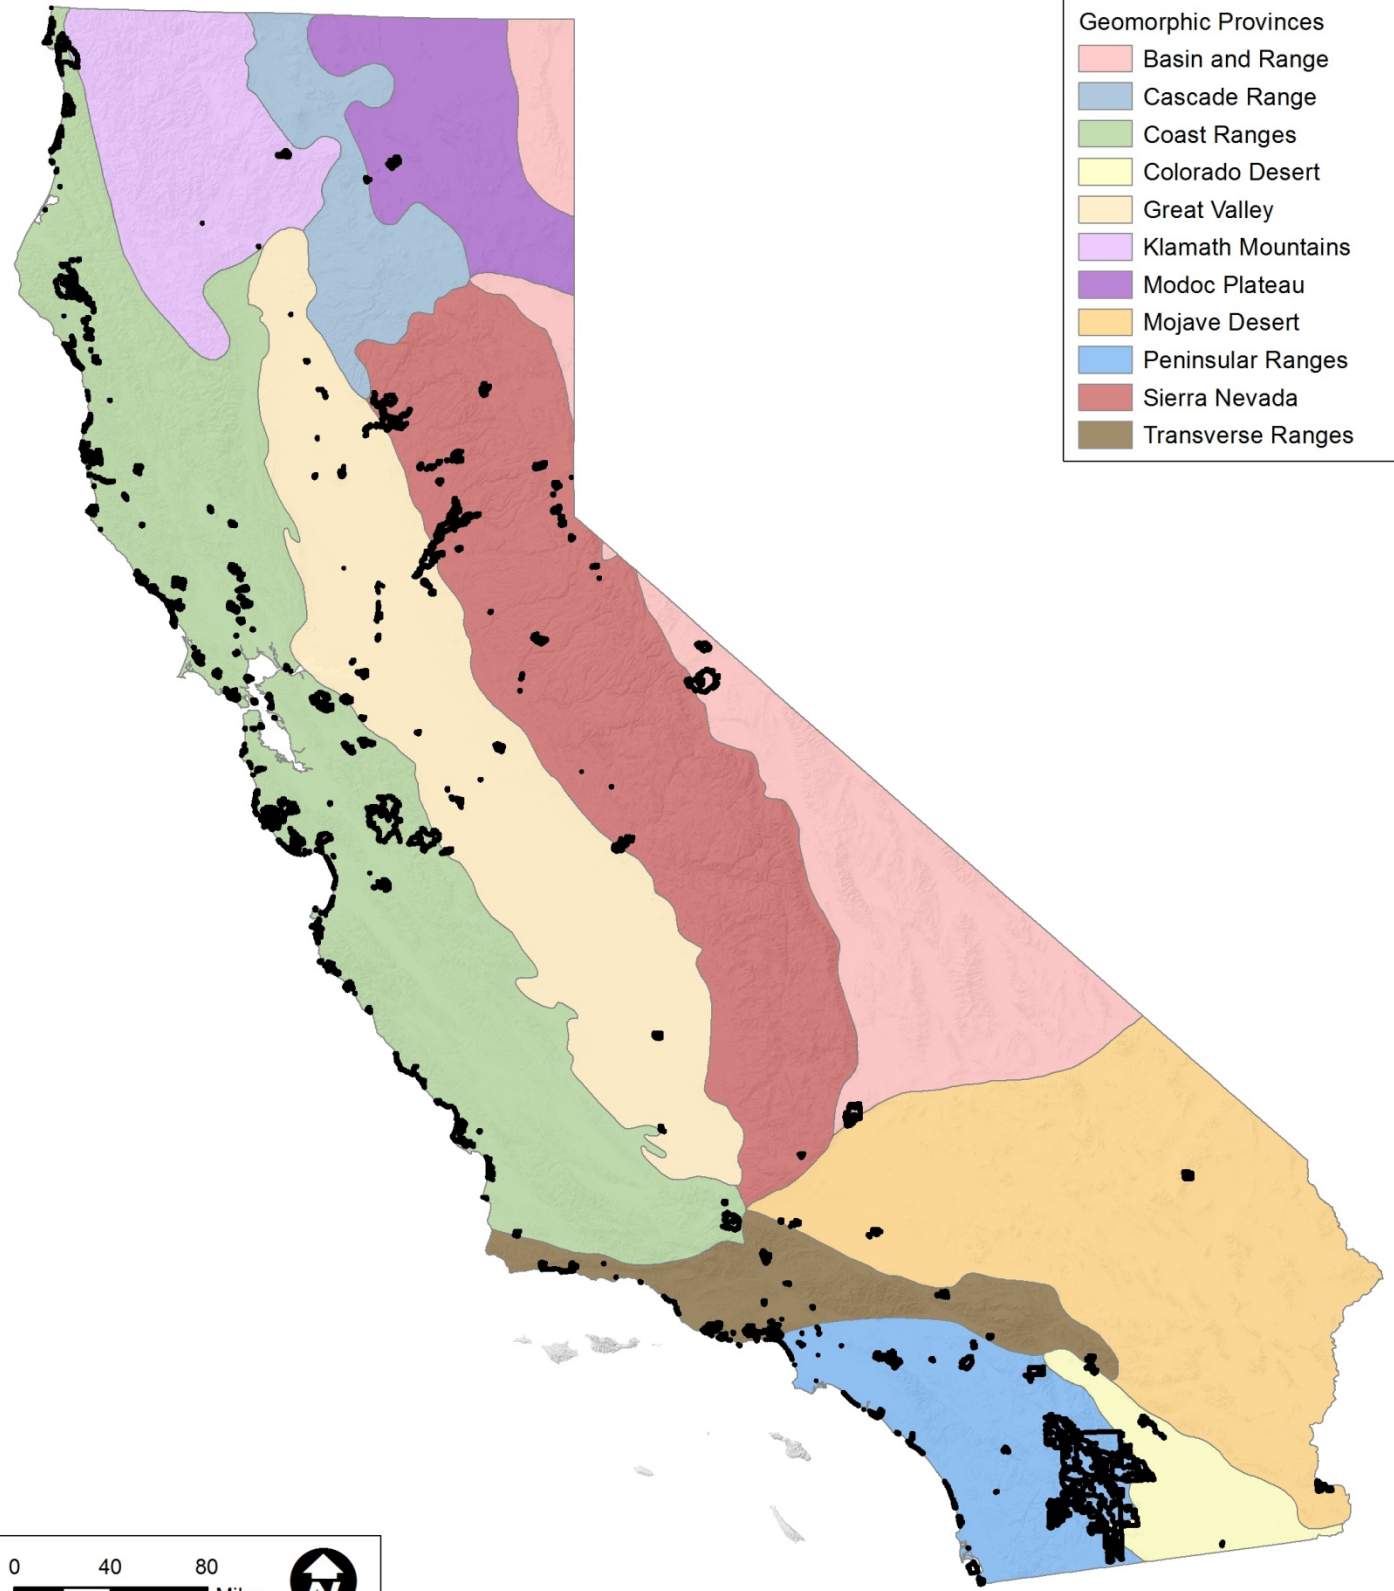 Geomorphic Provinces
Basin and Range
Cascade Range
Coast Ranges
Colorado Desert
Great Valley
Klamath Mountains
Modoc Plateau
Mojave Desert
Peninsular Ranges
Sierra Nevada
Transverse Ranges
0 40 80